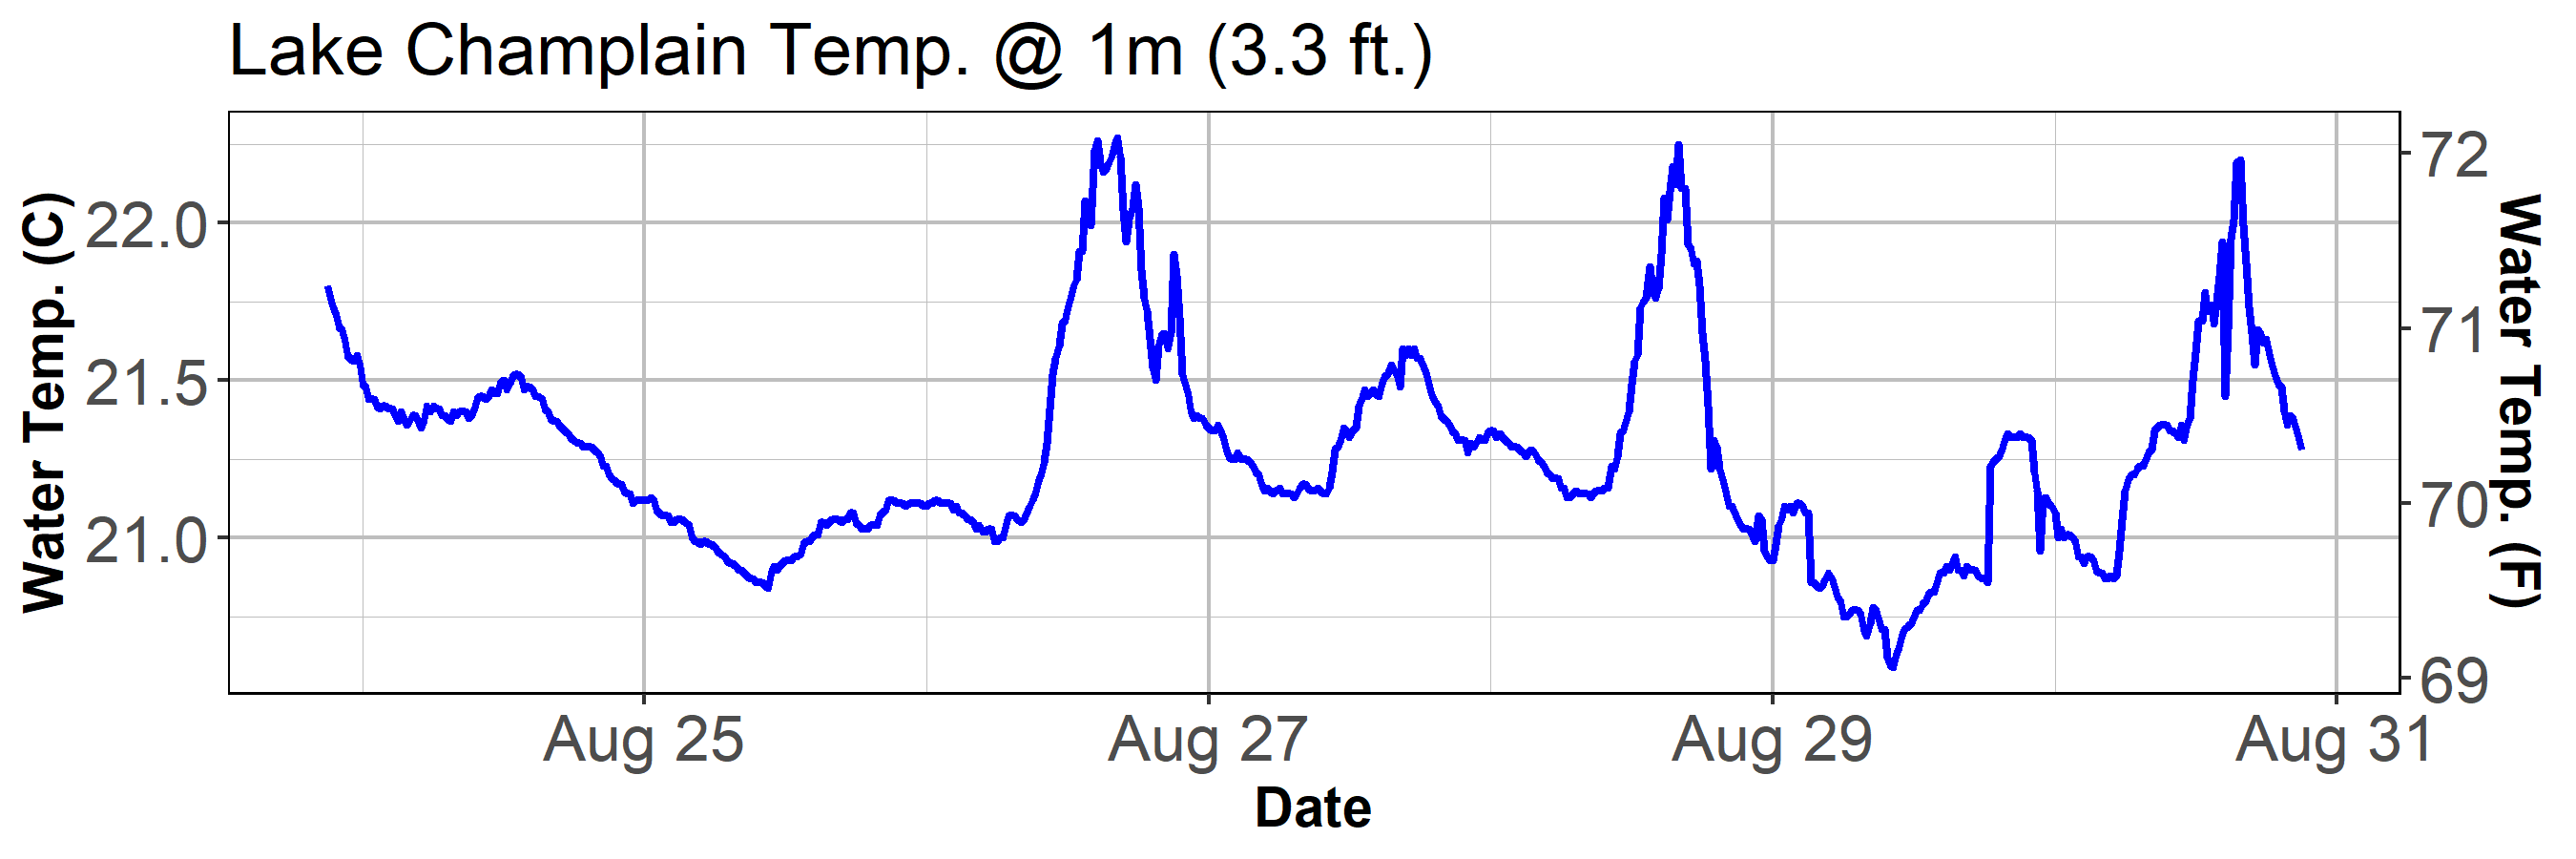 Lake Champlain Temp. @ 1m (3.3 ft.)
Water Temp. (C)
22.0
21.5
21.0
72
71
70
69
Water Temp. (F)
Aug 25
Aug 27
Aug 29
Aug 31
Date